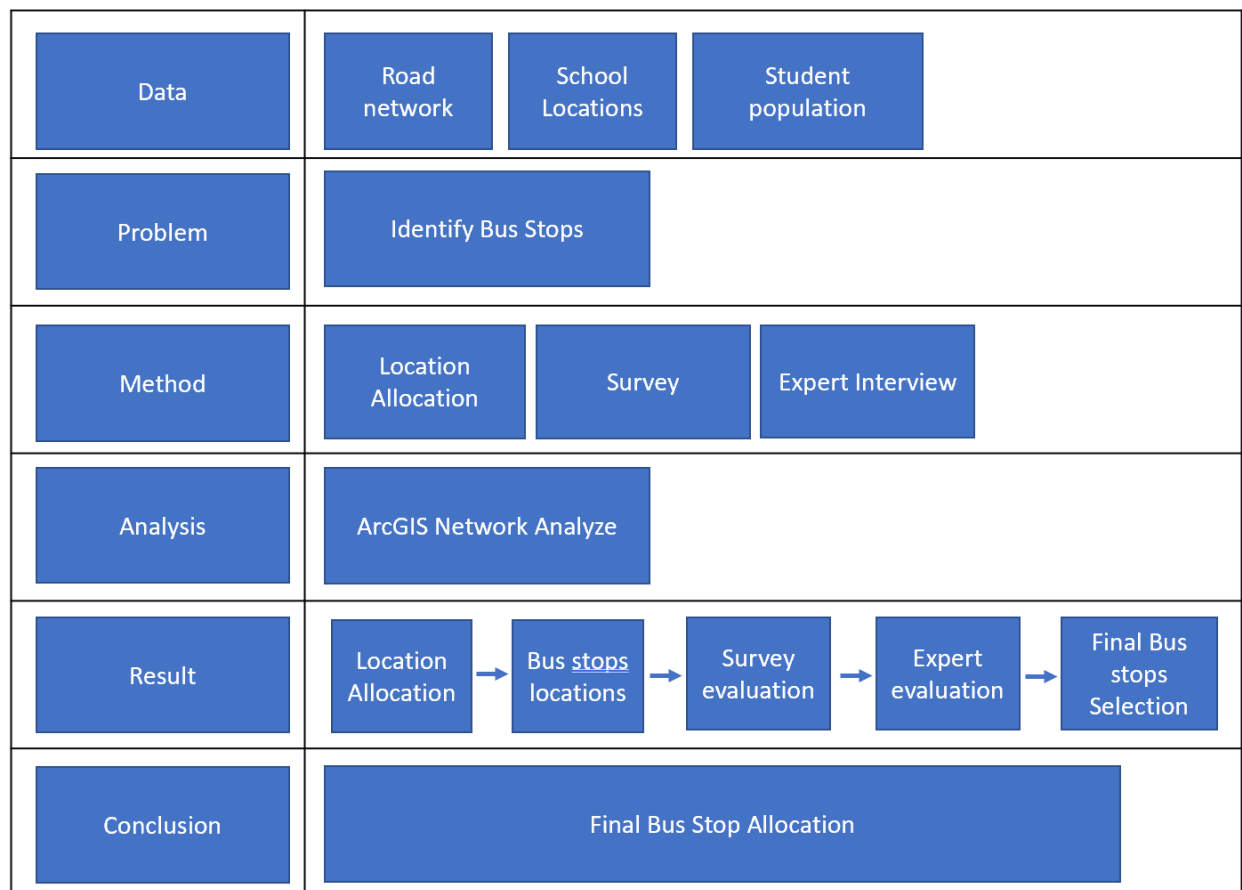 Data
Road
network
School
Locations
Student
population
Problem
Identify Bus Stops
Method
Location
Allocation
Survey
Expert Interview
Analysis
ArcGIS Network Analyze
Result
Location
Allocation
Bus stops
locations
Survey
evaluation
Expert
evaluation
Final Bus
stops
Selection
Conclusion
Final Bus Stop Allocation